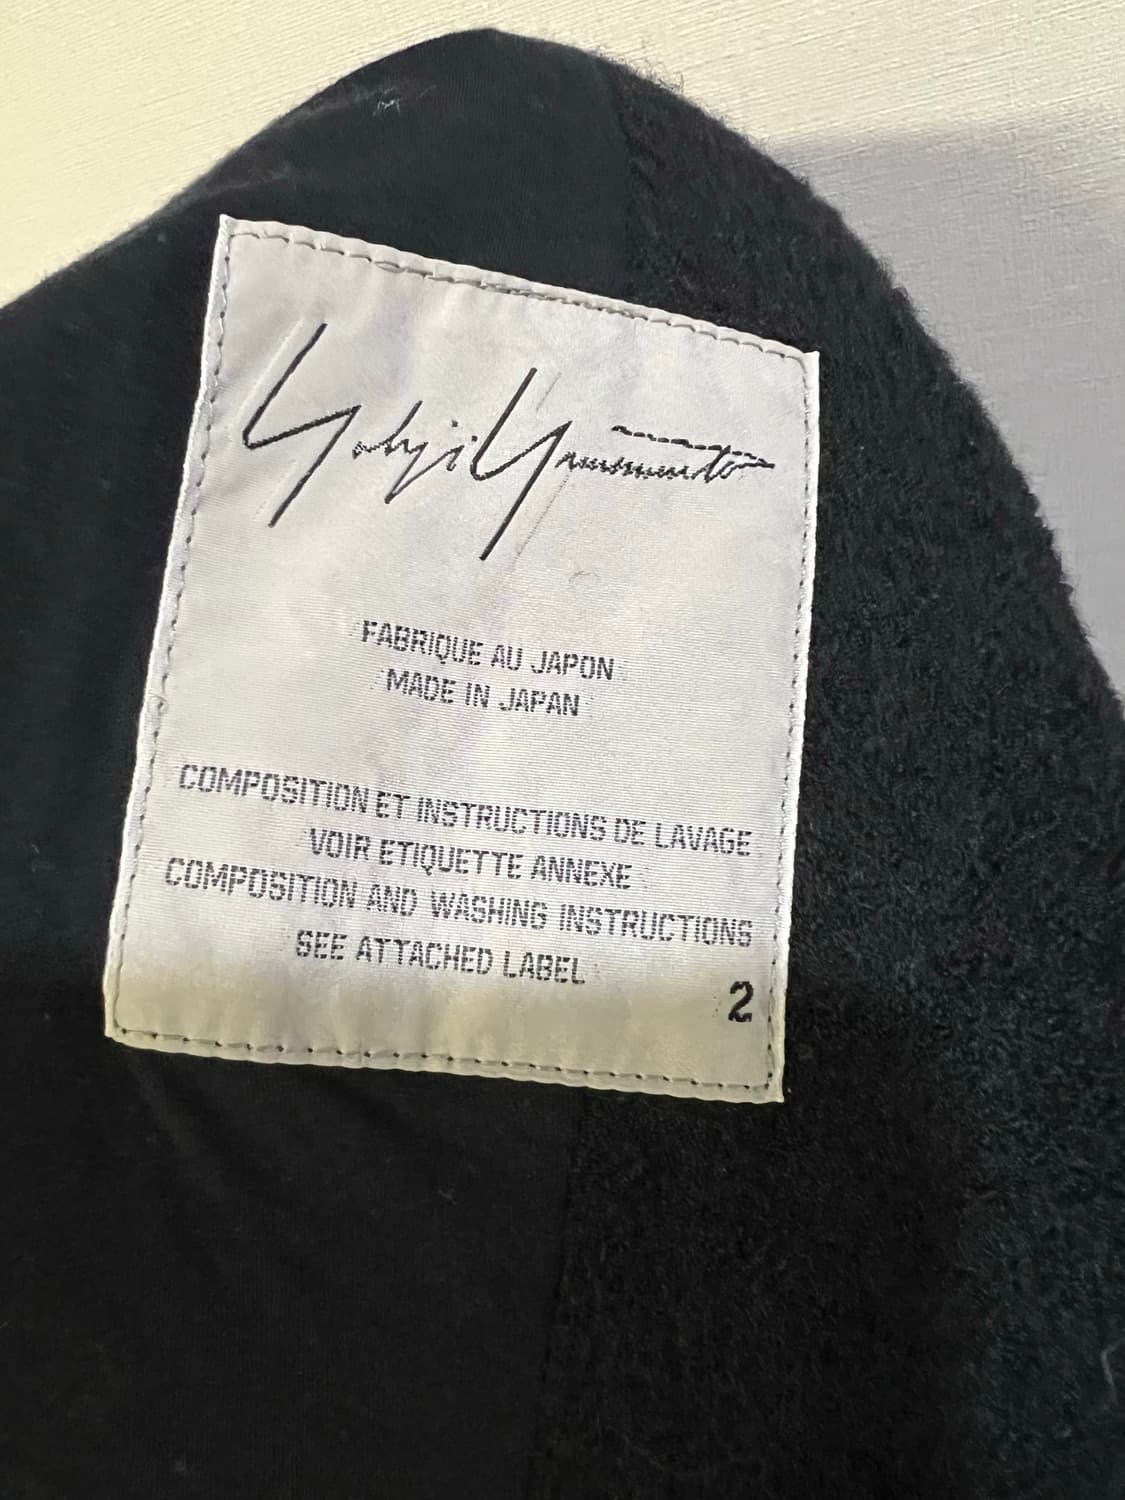 Yohji Yamamoto
FABRIQUE AU JAPON
MADE IN JAPAN
COMPOSITION ET INSTRUCTIONS DE LAVAGE
VOIR ETIQUETTE ANNEXE
COMPOSITION AND WASHING INSTRUCTIONS
SEE ATTACHED LABEL
2